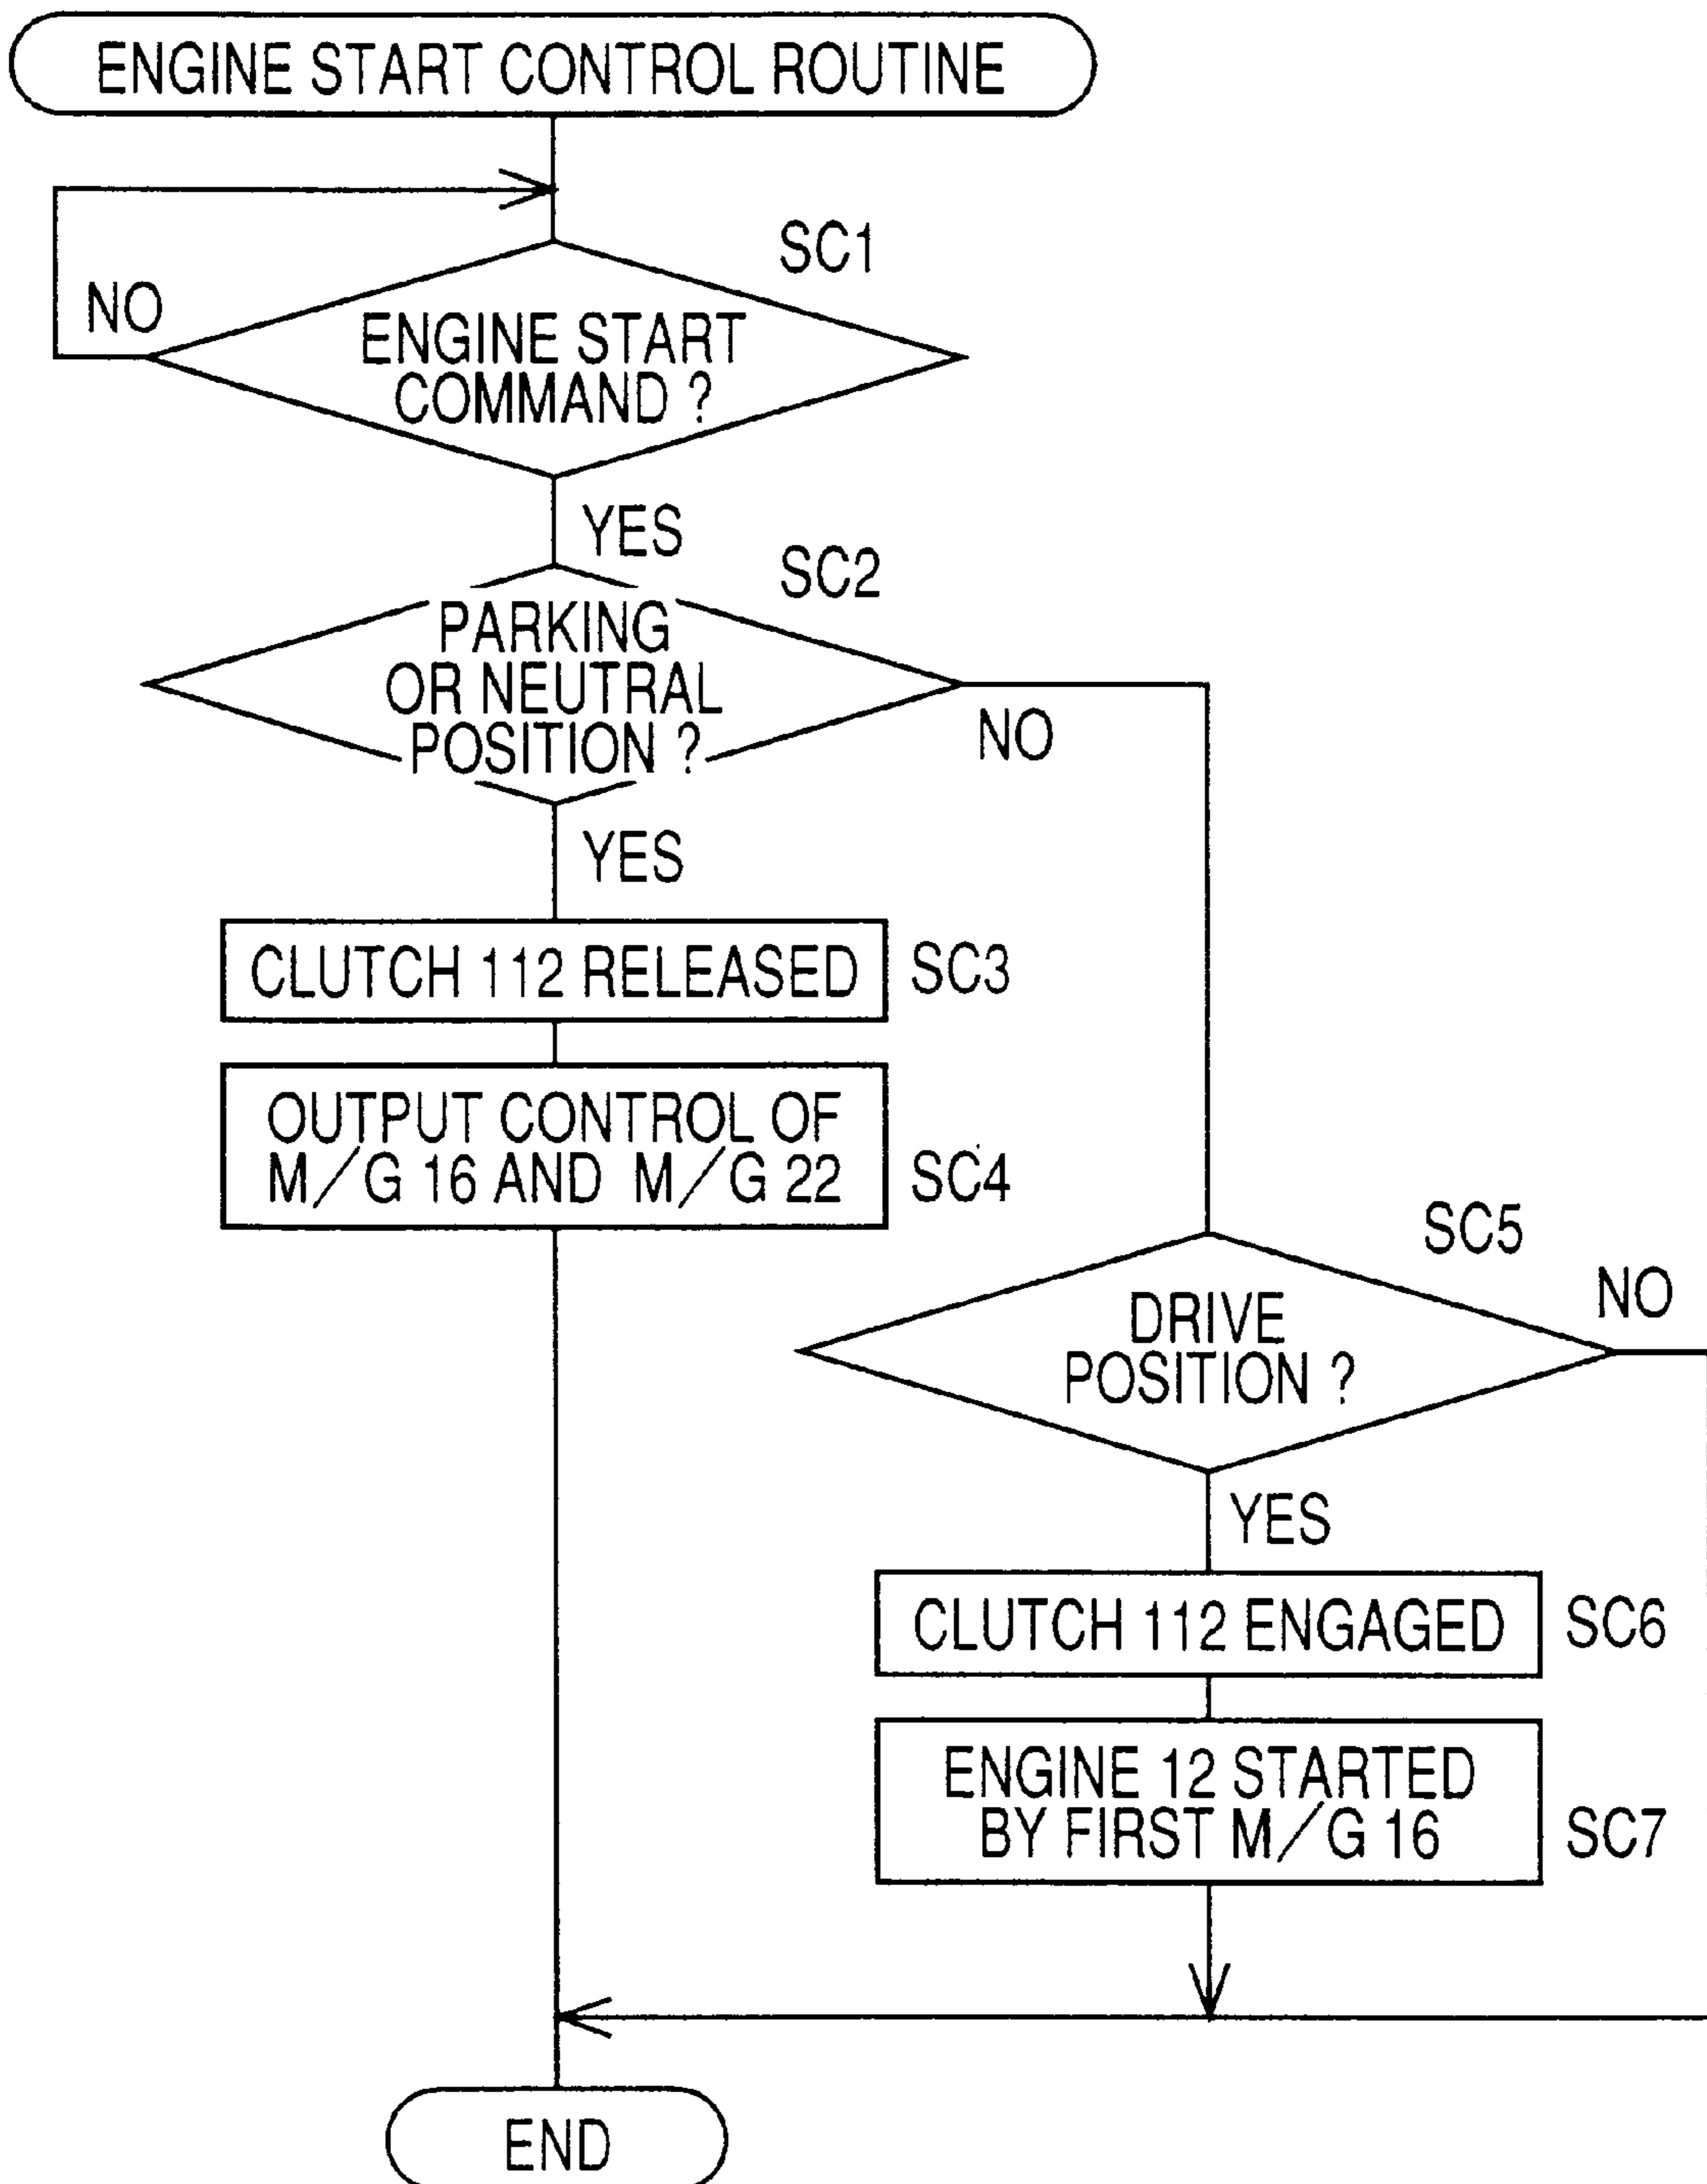 ENGINE START CONTROL ROUTINE
SC1
NO
ENGINE START
COMMAND ?
YES
SC2
PARKING
OR NEUTRAL
POSITION ?
NO
YES
CLUTCH 112 RELEASED
SC3
OUTPUT CONTROL OF
M/G 16 AND M/G 22
SC4
SC5
NO
DRIVE
POSITION ?
YES
CLUTCH 112 ENGAGED
SC6
ENGINE 12 STARTED
BY FIRST M/G 16
SC7
END